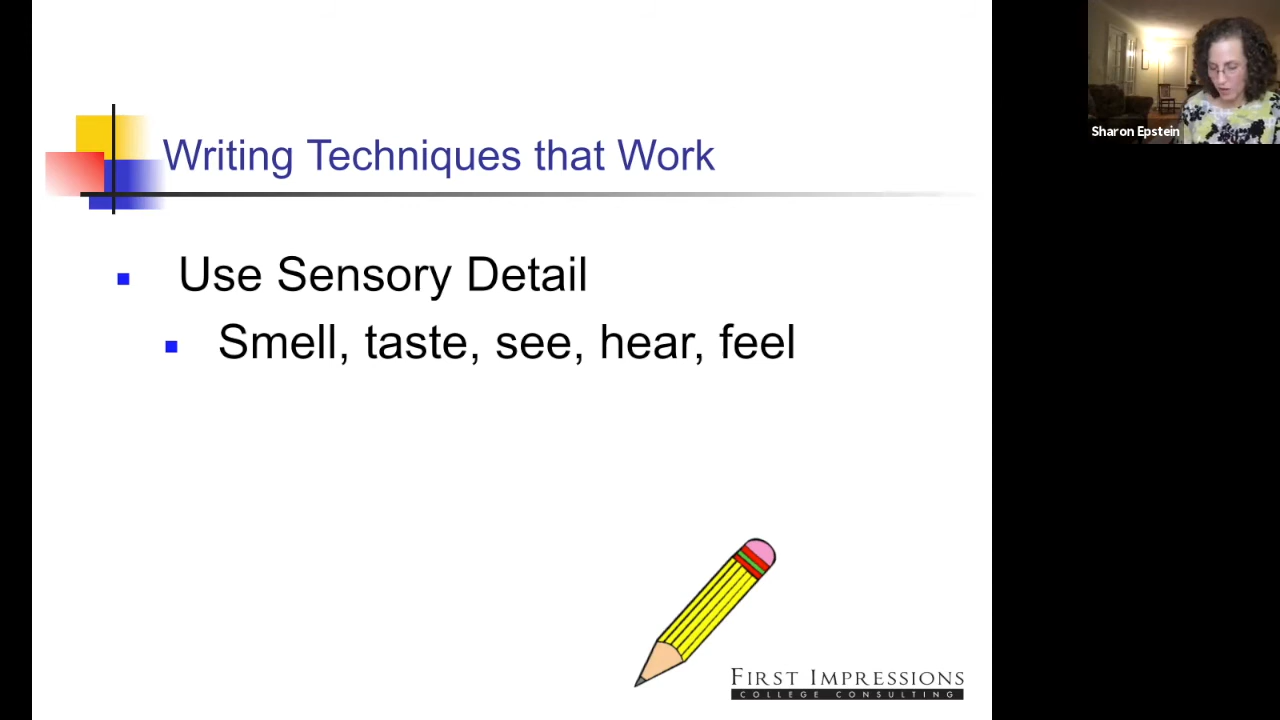 Writing Techniques that Work
Use Sensory Detail
Smell, taste, see, hear, feel
FIRST IMPRESSIONS
COLLEGE CONSULTING
Sharon Epstein